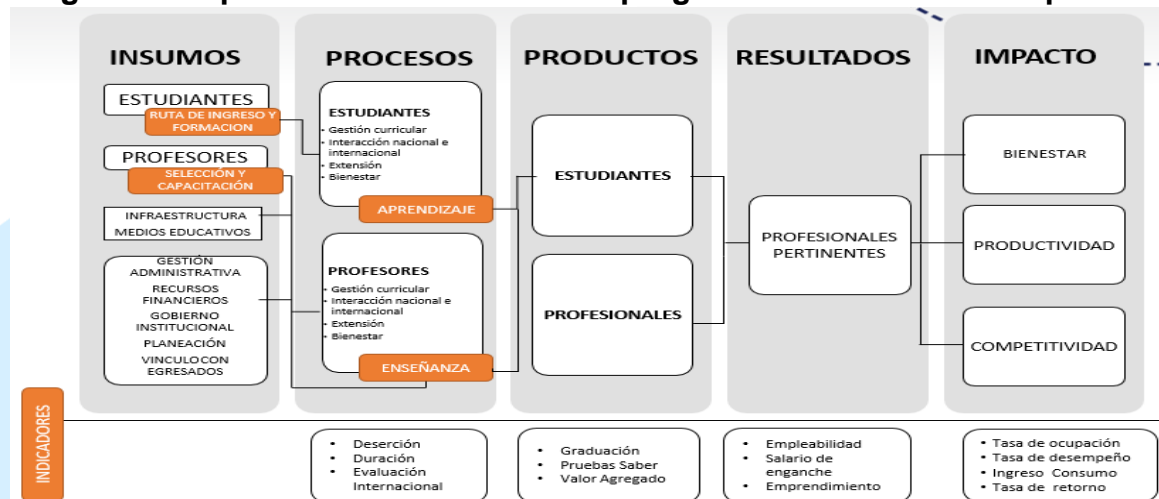 INSUMOS
ESTUDIANTES
RUTA DE INGRESO Y
FORMACION
PROFESORES
SELECCIÓN Y
CAPACITACIÓN
INFRAESTRUCTURA
MEDIOS EDUCATIVOS
GESTIÓN
ADMINISTRATIVA
RECURSOS
FINANCIEROS
GOBIERNO
INSTITUCIONAL
PLANEACIÓN
VINCULO CON
EGRESADOS
PROCESOS
ESTUDIANTES
• Gestión curricular
• Interacción nacional e
internacional
• Extensión
• Bienestar
APRENDIZAJE
PROFESORES
• Gestión curricular
• Interacción nacional e
internacional
• Extensión
• Bienestar
ENSEÑANZA
PRODUCTOS
ESTUDIANTES
PROFESIONALES
RESULTADOS
PROFESIONALES
PERTINENTES
IMPACTO
BIENESTAR
PRODUCTIVIDAD
COMPETITIVIDAD
INDICADORES
• Deserción
• Duración
• Evaluación
Internacional
• Graduación
• Pruebas Saber
• Valor Agregado
• Empleabilidad
• Salario de
enganche
• Emprendimiento
• Tasa de ocupación
• Tasa de desempeño
• Ingreso Consumo
• Tasa de retorno